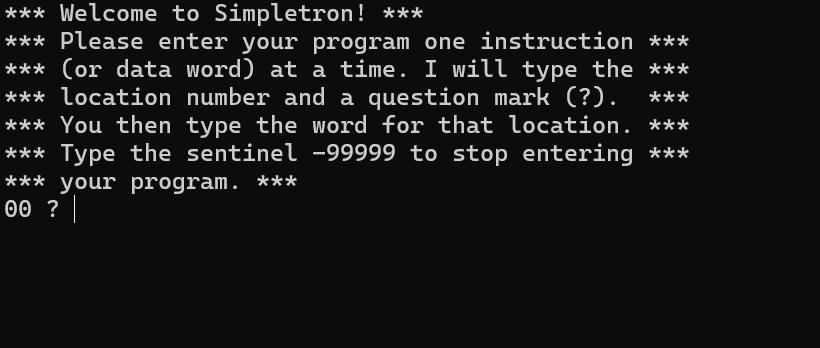 *** Welcome to Simpletron! ***
*** Please enter your program one instruction ***
*** (or data word) at a time. I will type the ***
*** location number and a question mark (?).  ***
*** You then type the word for that location. ***
*** Type the sentinel -99999 to stop entering ***
*** your program. ***
00 ?